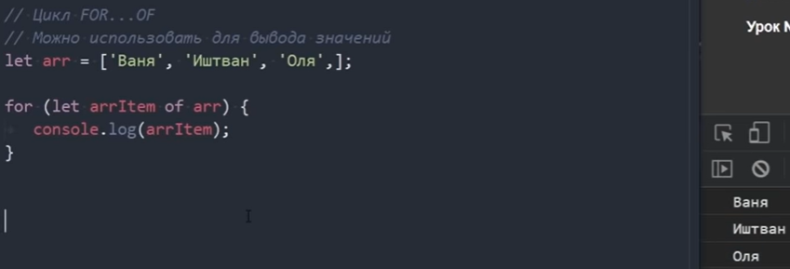 // Цикл FOR...OF
// Можно использовать для вывода значений
let arr = ['Ваня', 'Иштван', 'Оля',];
for (let arrItem of arr) {
console.log(arrItem);
}
Урок
Ваня
Иштван
Оля